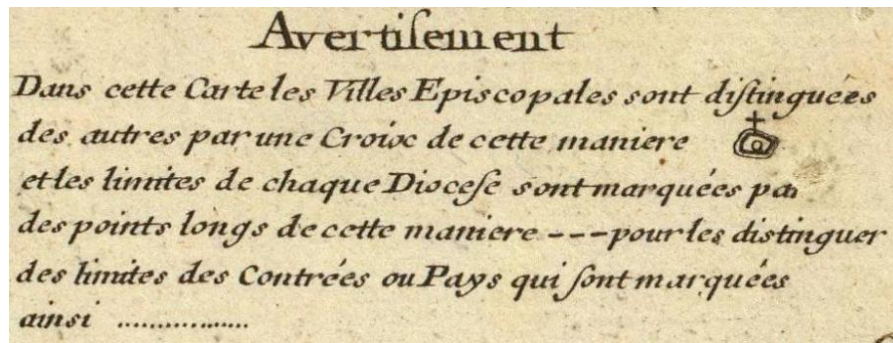 Avertiſement
Dans cette Carte les Villes Episcopales sont diſtinguées
des autres par une Croix de cette maniere
et les limites de chaque Dioceſe sont marquées pa
des points longs de cette maniere --- pour les distinguer
des limites des Contrées ou Pays qui ſont marquées
ainsi ................